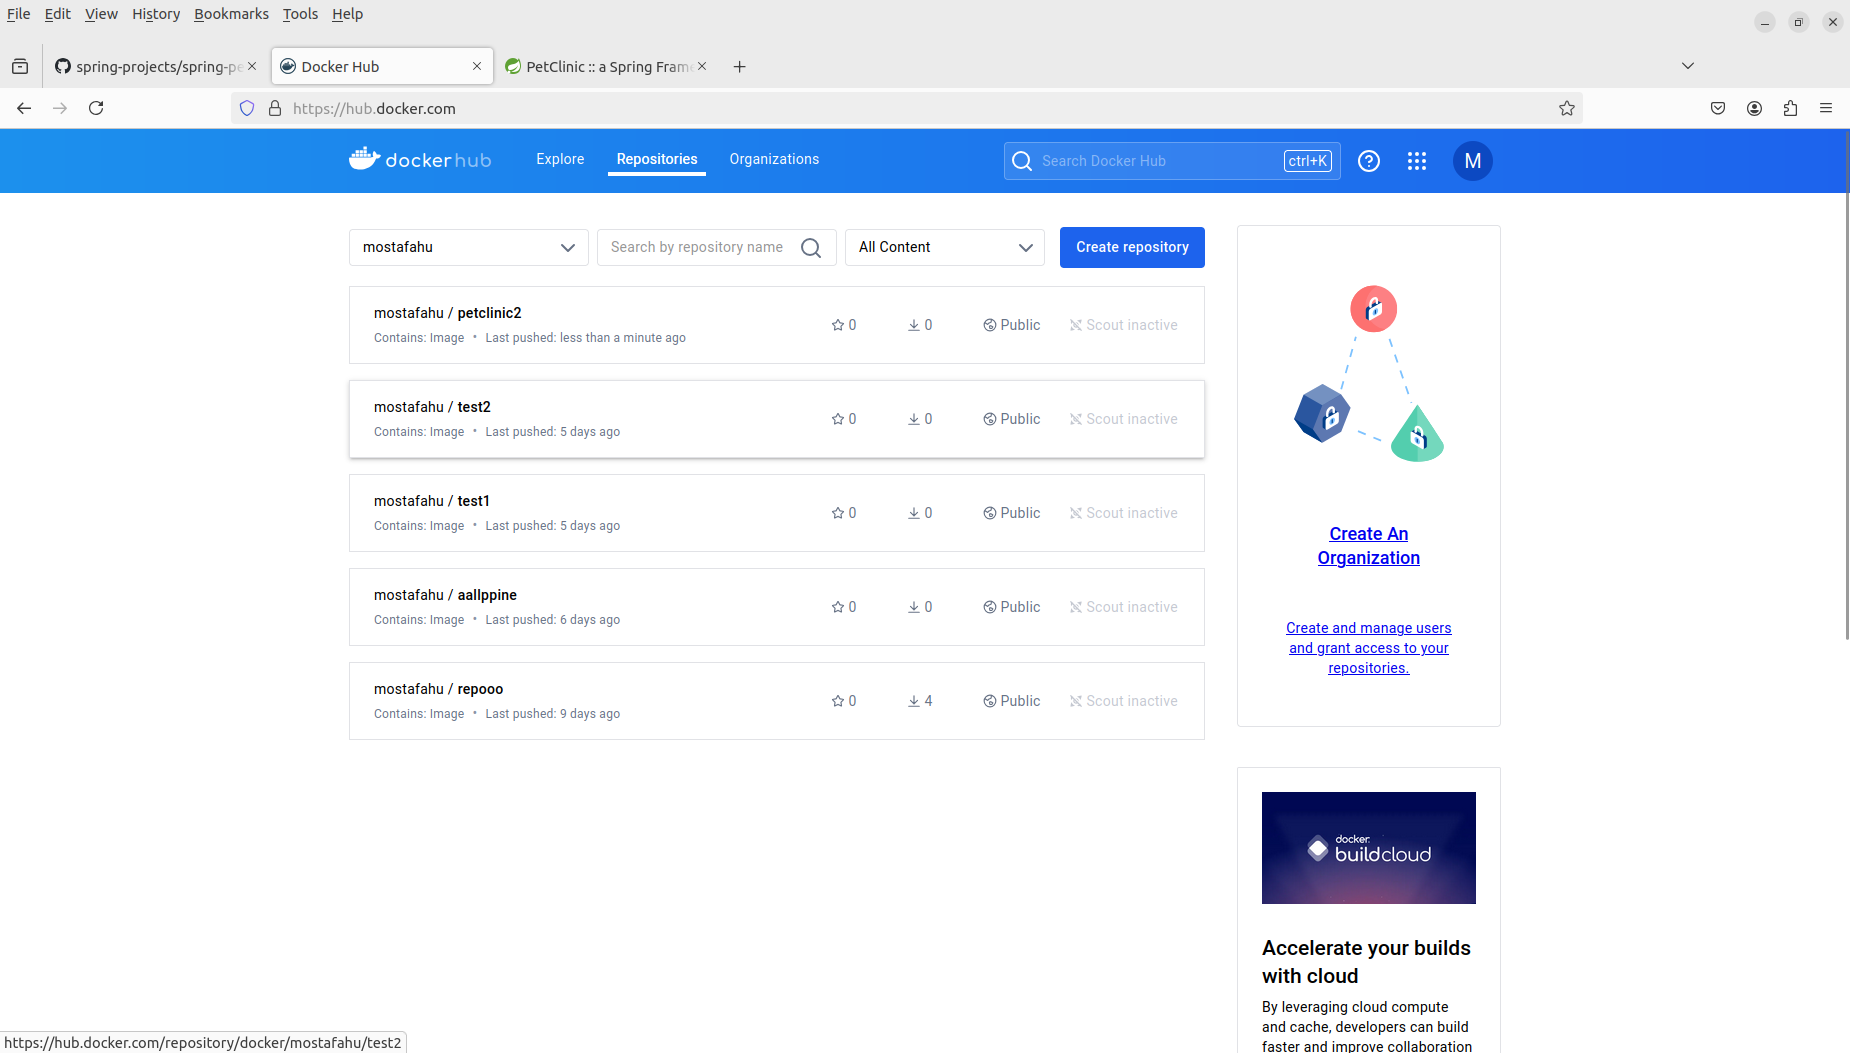 File Edit View History Bookmarks Tools Help
spring-projects/spring-pe
Docker Hub
PetClinic :: a Spring Fram
https://hub.docker.com
docker hub Explore Repositories Organizations Search Docker Hub ctrl+K M
mostafahu Search by repository name All Content Create repository
mostafahu / petclinic2
Contains: Image • Last pushed: less than a minute ago
0 0 Public Scout inactive
mostafahu / test2
Contains: Image • Last pushed: 5 days ago
0 0 Public Scout inactive
mostafahu / test1
Contains: Image • Last pushed: 5 days ago
0 0 Public Scout inactive
mostafahu / aallppine
Contains: Image • Last pushed: 6 days ago
0 0 Public Scout inactive
mostafahu / repooo
Contains: Image • Last pushed: 9 days ago
0 4 Public Scout inactive
Create An
Organization
Create and manage users
and grant access to your
repositories.
docker
buildcloud
Accelerate your builds
with cloud
By leveraging cloud compute
and cache, developers can build
faster and improve collaboration
https://hub.docker.com/repository/docker/mostafahu/test2